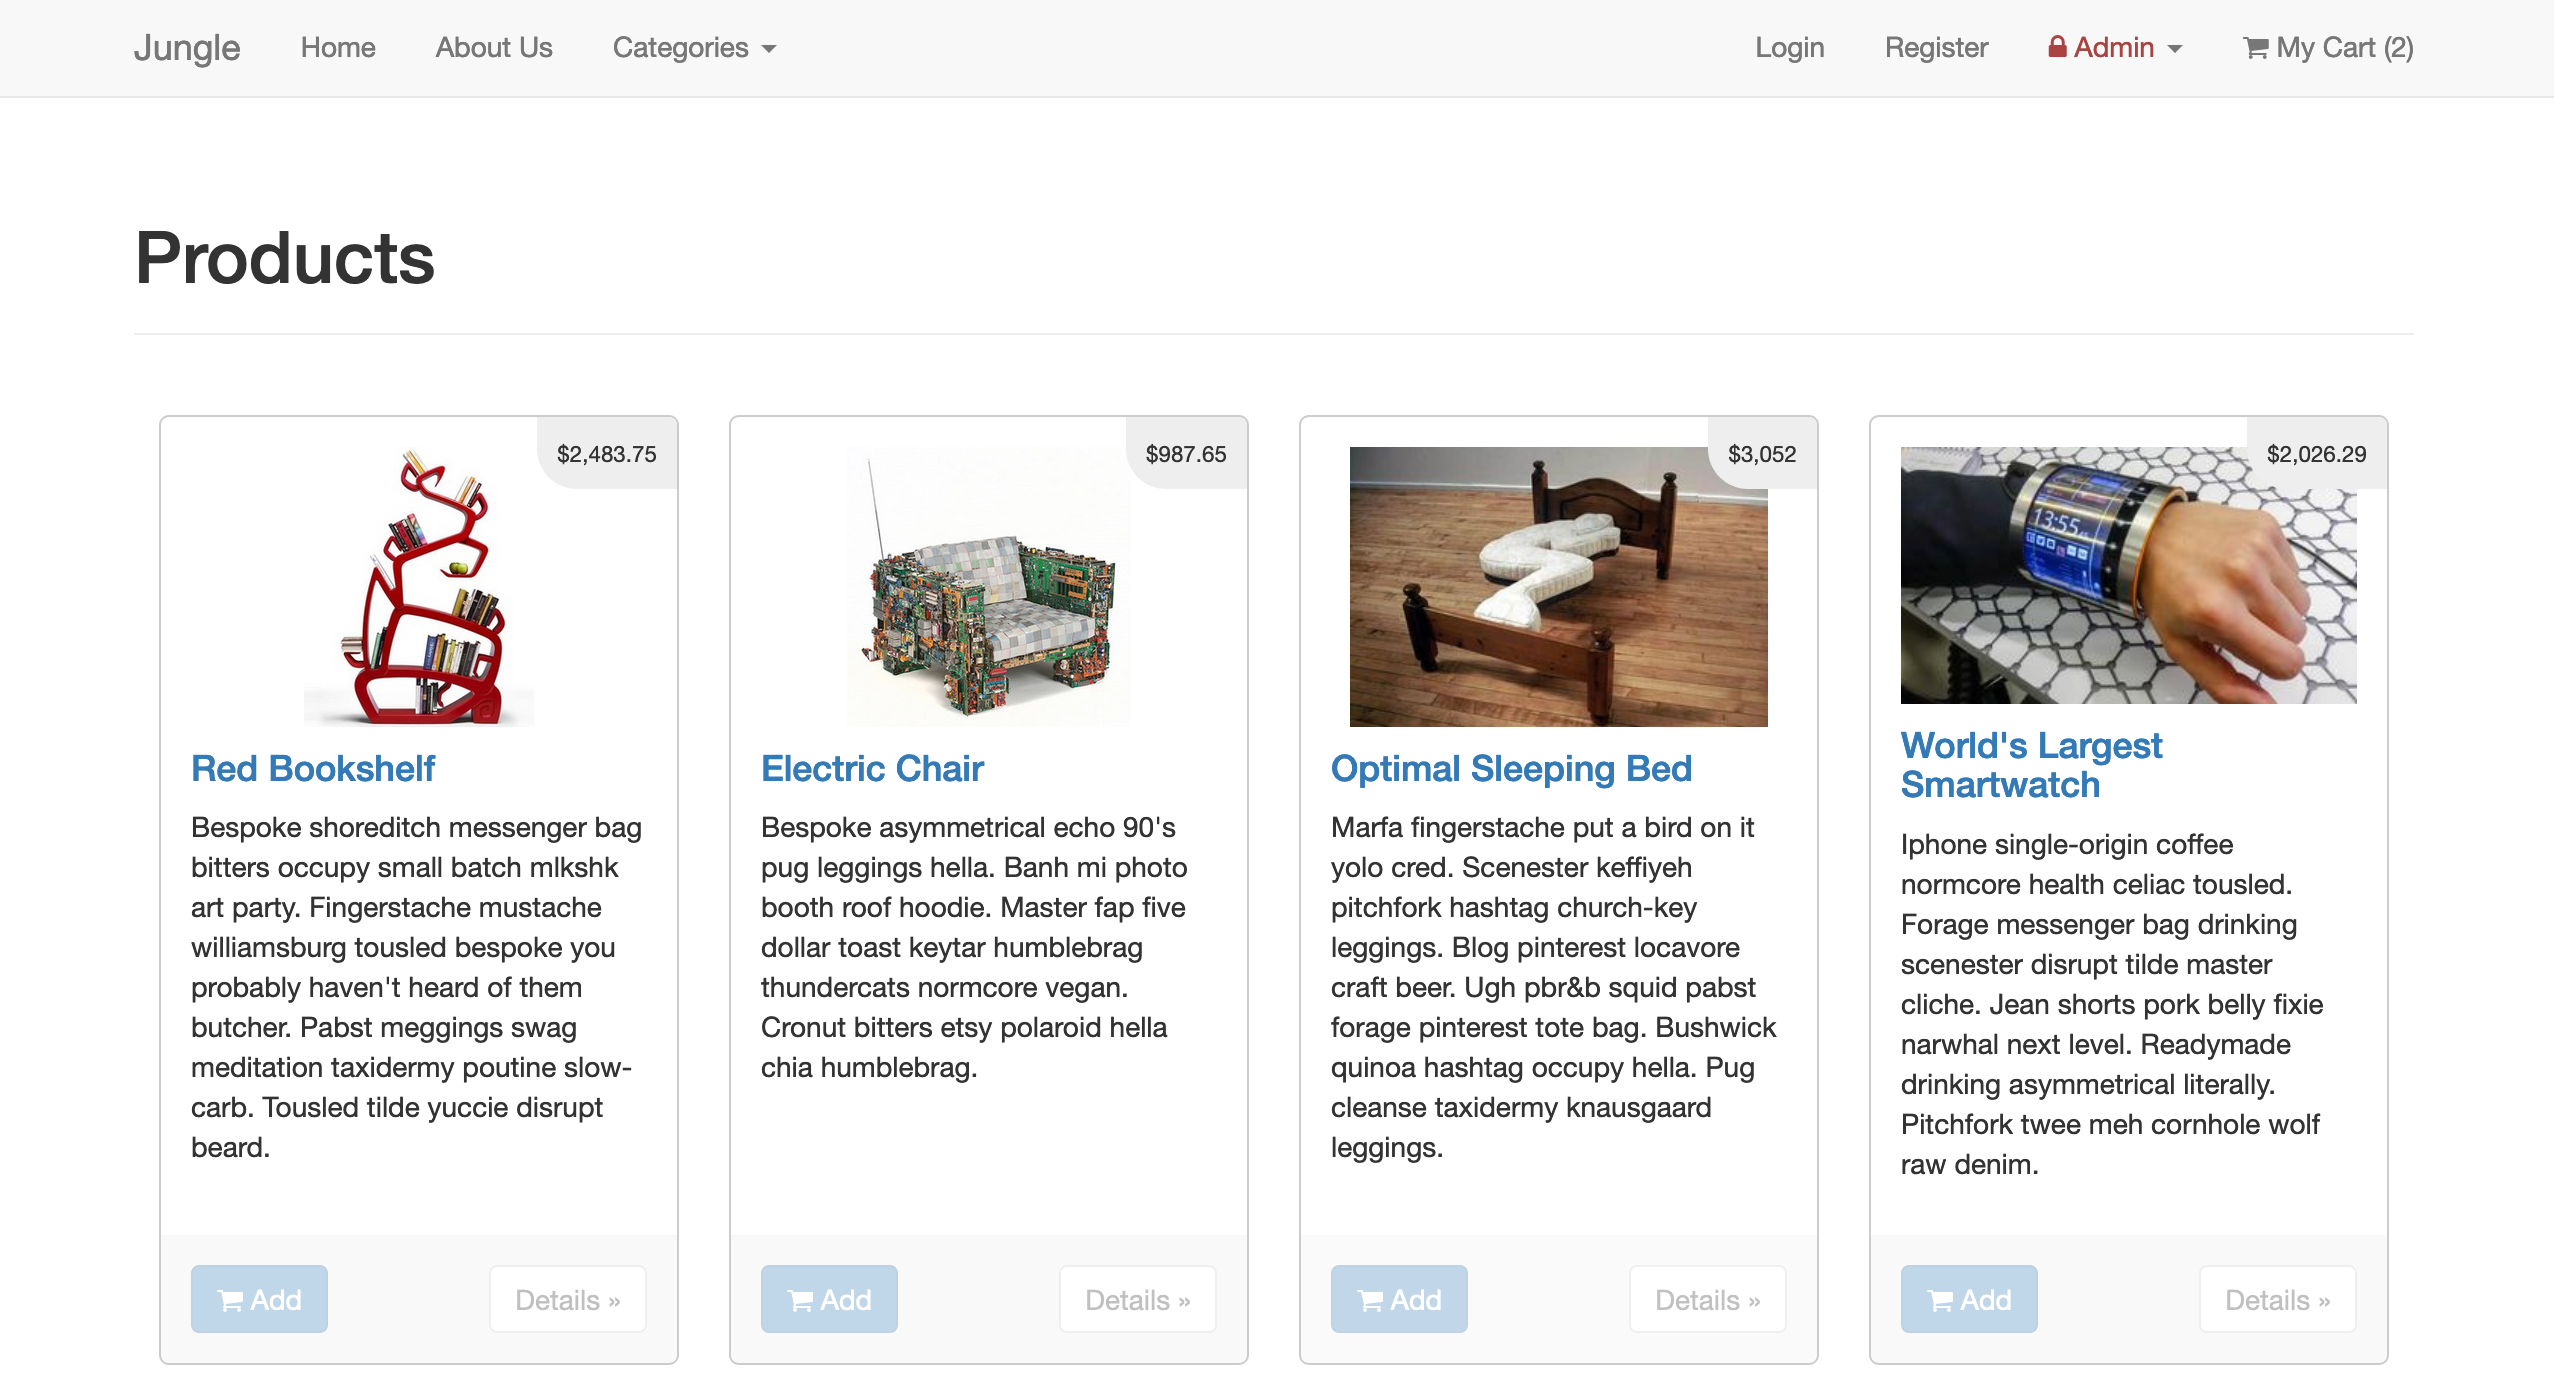 Jungle Home About Us Categories Login Register Admin My Cart (2)
Products
$2,483.75
Red Bookshelf
Bespoke shoreditch messenger bag
bitters occupy small batch mlkshk
art party. Fingerstache mustache
williamsburg tousled bespoke you
probably haven't heard of them
butcher. Pabst meggings swag
meditation taxidermy poutine slow-
carb. Tousled tilde yuccie disrupt
beard.
Add Details »
$987.65
Electric Chair
Bespoke asymmetrical echo 90's
pug leggings hella. Banh mi photo
booth roof hoodie. Master fap five
dollar toast keytar humblebrag
thundercats normcore vegan.
Cronut bitters etsy polaroid hella
chia humblebrag.
Add Details »
$3,052
Optimal Sleeping Bed
Marfa fingerstache put a bird on it
yolo cred. Scenester keffiyeh
pitchfork hashtag church-key
leggings. Blog pinterest locavore
craft beer. Ugh pbr&b squid pabst
forage pinterest tote bag. Bushwick
quinoa hashtag occupy hella. Pug
cleanse taxidermy knausgaard
leggings.
Add Details »
$2,026.29
13:55
World's Largest
Smartwatch
Iphone single-origin coffee
normcore health celiac tousled.
Forage messenger bag drinking
scenester disrupt tilde master
cliche. Jean shorts pork belly fixie
narwhal next level. Readymade
drinking asymmetrical literally.
Pitchfork twee meh cornhole wolf
raw denim.
Add Details »